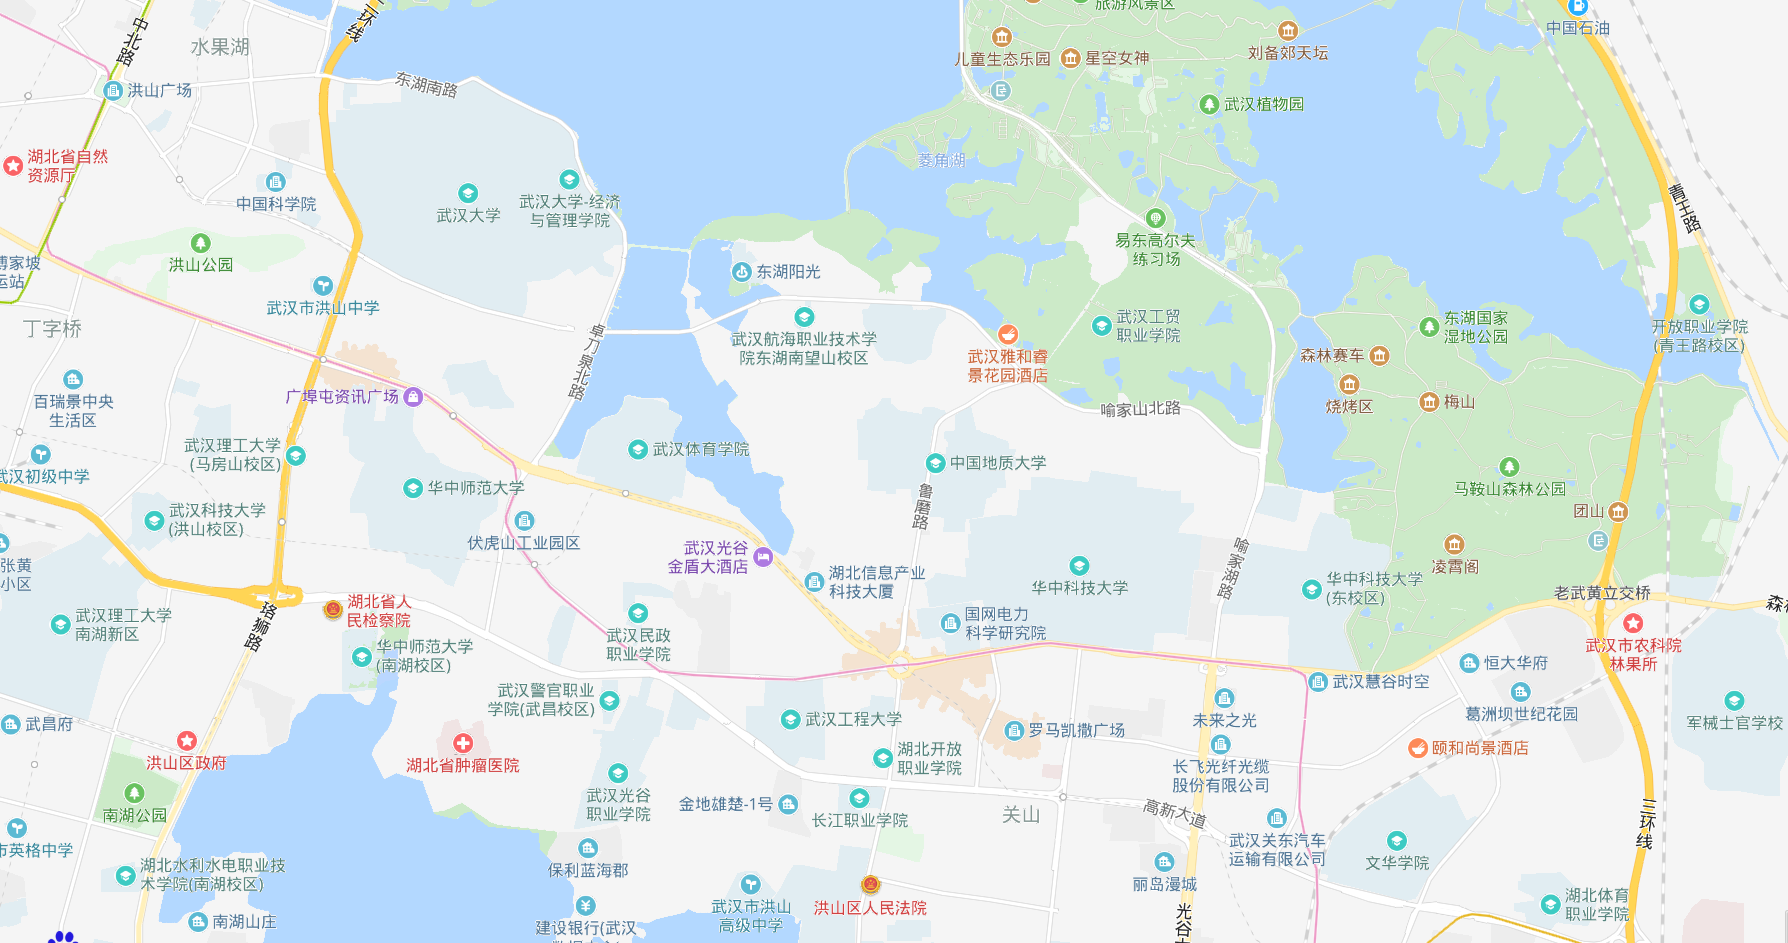 中北路
水果湖
三环线
东湖南路
洪山广场
湖北省自然
资源厅
中国科学院
武汉大学
武汉大学-经济
与管理学院
洪山公园
武汉市洪山中学
丁字桥
旅游风景区
儿童生态乐园
星空女神
刘备郊天坛
中国石油
武汉植物园
菱角湖
易东高尔夫
练习场
青王路
东湖阳光
武汉航海职业技术学
院东湖南望山校区
武汉工贸
职业学院
武汉雅和睿
景花园酒店
东湖国家
湿地公园
森林赛车
烧烤区
梅山
开放职业学院
(青王路校区)
卓刀泉北路
喻家山北路
广埠屯资讯广场
百瑞景中央
生活区
武汉理工大学
(马房山校区)
武汉初级中学
武汉体育学院
中国地质大学
华中师范大学
武汉科技大学
(洪山校区)
鲁磨路
马鞍山森林公园
团山
伏虎山工业园区
武汉光谷
金盾大酒店
湖北信息产业
科技大厦
华中科技大学
喻家湖路
华中科技大学
(东校区)
凌霄阁
老武黄立交桥
张黄
小区
武汉理工大学
南湖新区
珞狮路
湖北省人
民检察院
华中师范大学
(南湖校区)
武汉民政
职业学院
国网电力
科学研究院
武汉市农科院
林果所
恒大华府
武汉慧谷时空
葛洲坝世纪花园
军械士官学校
武汉警官职业
学院(武昌校区)
武汉工程大学
罗马凯撒广场
未来之光
颐和尚景酒店
武昌府
洪山区政府
湖北省肿瘤医院
湖北开放
职业学院
长飞光纤光缆
股份有限公司
武汉光谷
职业学院
金地雄楚-1号
长江职业学院
关山
高新大道
南湖公园
武汉关东汽车
运输有限公司
三环线
市英格中学
湖北水利水电职业技
术学院(南湖校区)
保利蓝海郡
丽岛漫城
文华学院
南湖山庄
建设银行(武汉
武汉市洪山
高级中学
洪山区人民法院
光谷
湖北体育
职业学院